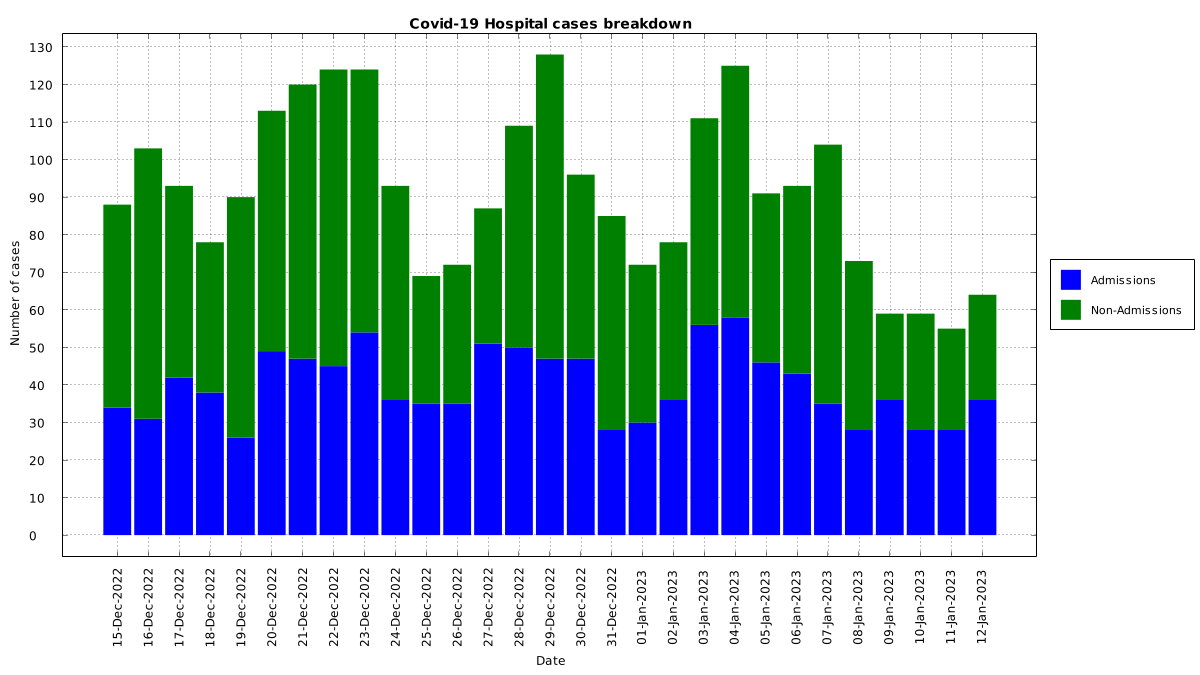 Covid-19 Hospital cases breakdown
130
120
110
100
90
80
70
60
50
40
30
20
10
0
Number of cases
15-Dec-2022
16-Dec-2022
17-Dec-2022
18-Dec-2022
19-Dec-2022
20-Dec-2022
21-Dec-2022
22-Dec-2022
23-Dec-2022
24-Dec-2022
25-Dec-2022
26-Dec-2022
27-Dec-2022
28-Dec-2022
29-Dec-2022
30-Dec-2022
31-Dec-2022
01-Jan-2023
02-Jan-2023
03-Jan-2023
04-Jan-2023
05-Jan-2023
06-Jan-2023
07-Jan-2023
08-Jan-2023
09-Jan-2023
10-Jan-2023
11-Jan-2023
12-Jan-2023
Date
Admissions
Non-Admissions